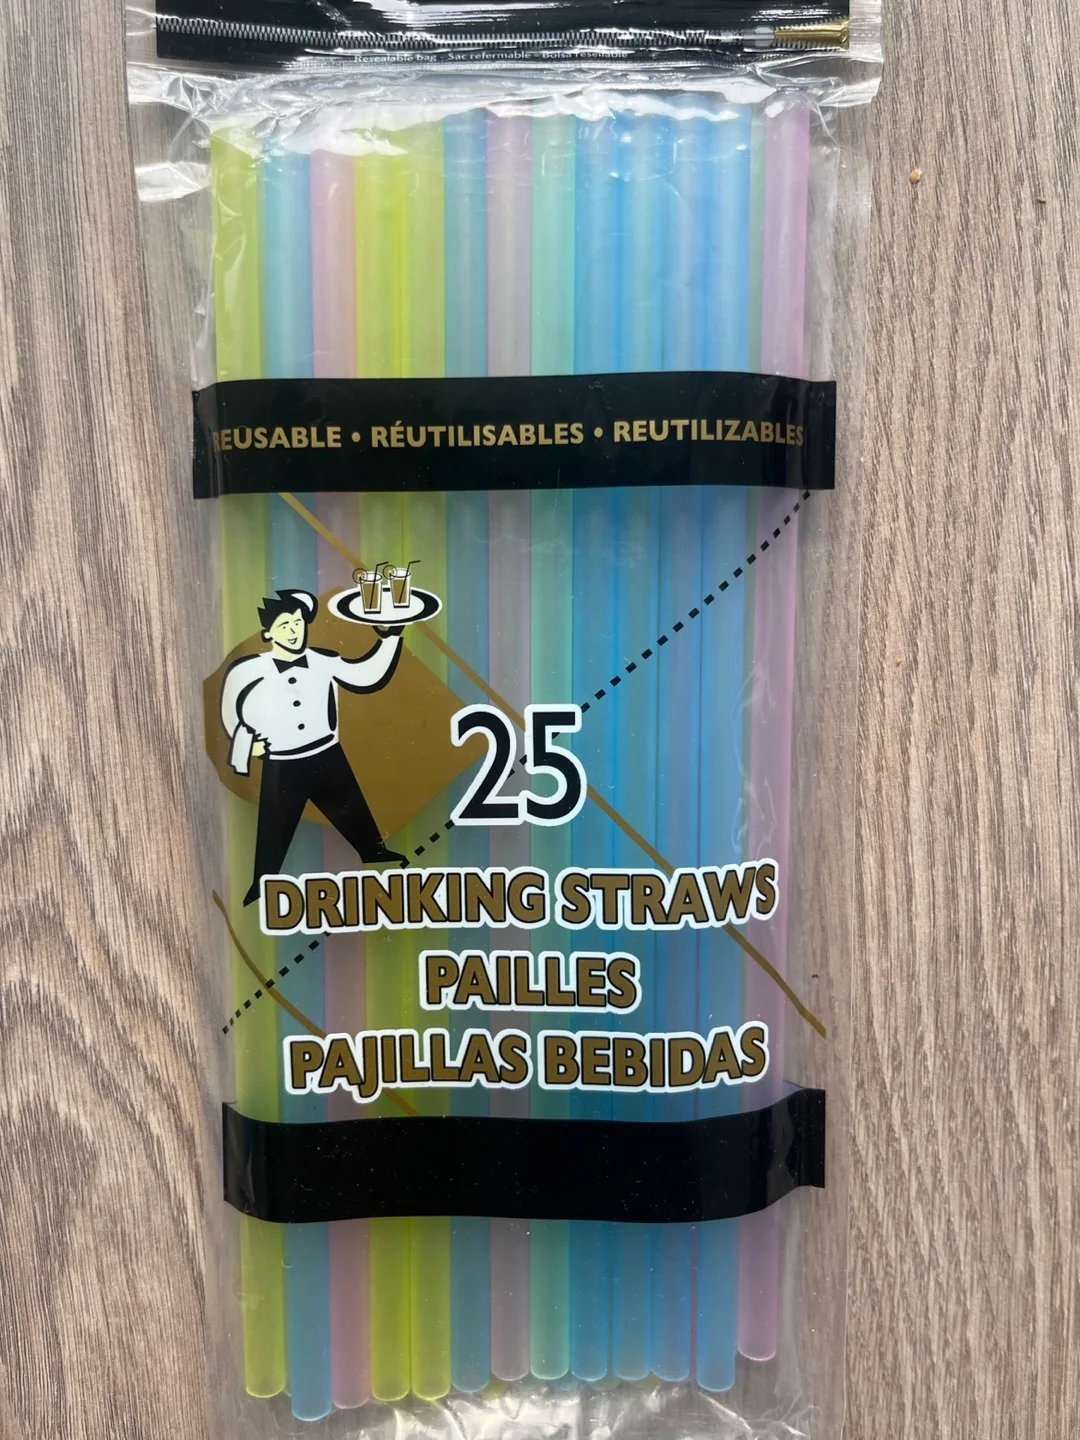 Resealable bag - Sac refermable - Bolsa resellable
REUSABLE • RÉUTILISABLES • REUTILIZABLES
25
DRINKING STRAWS
PAILLES
PAJILLAS BEBIDAS